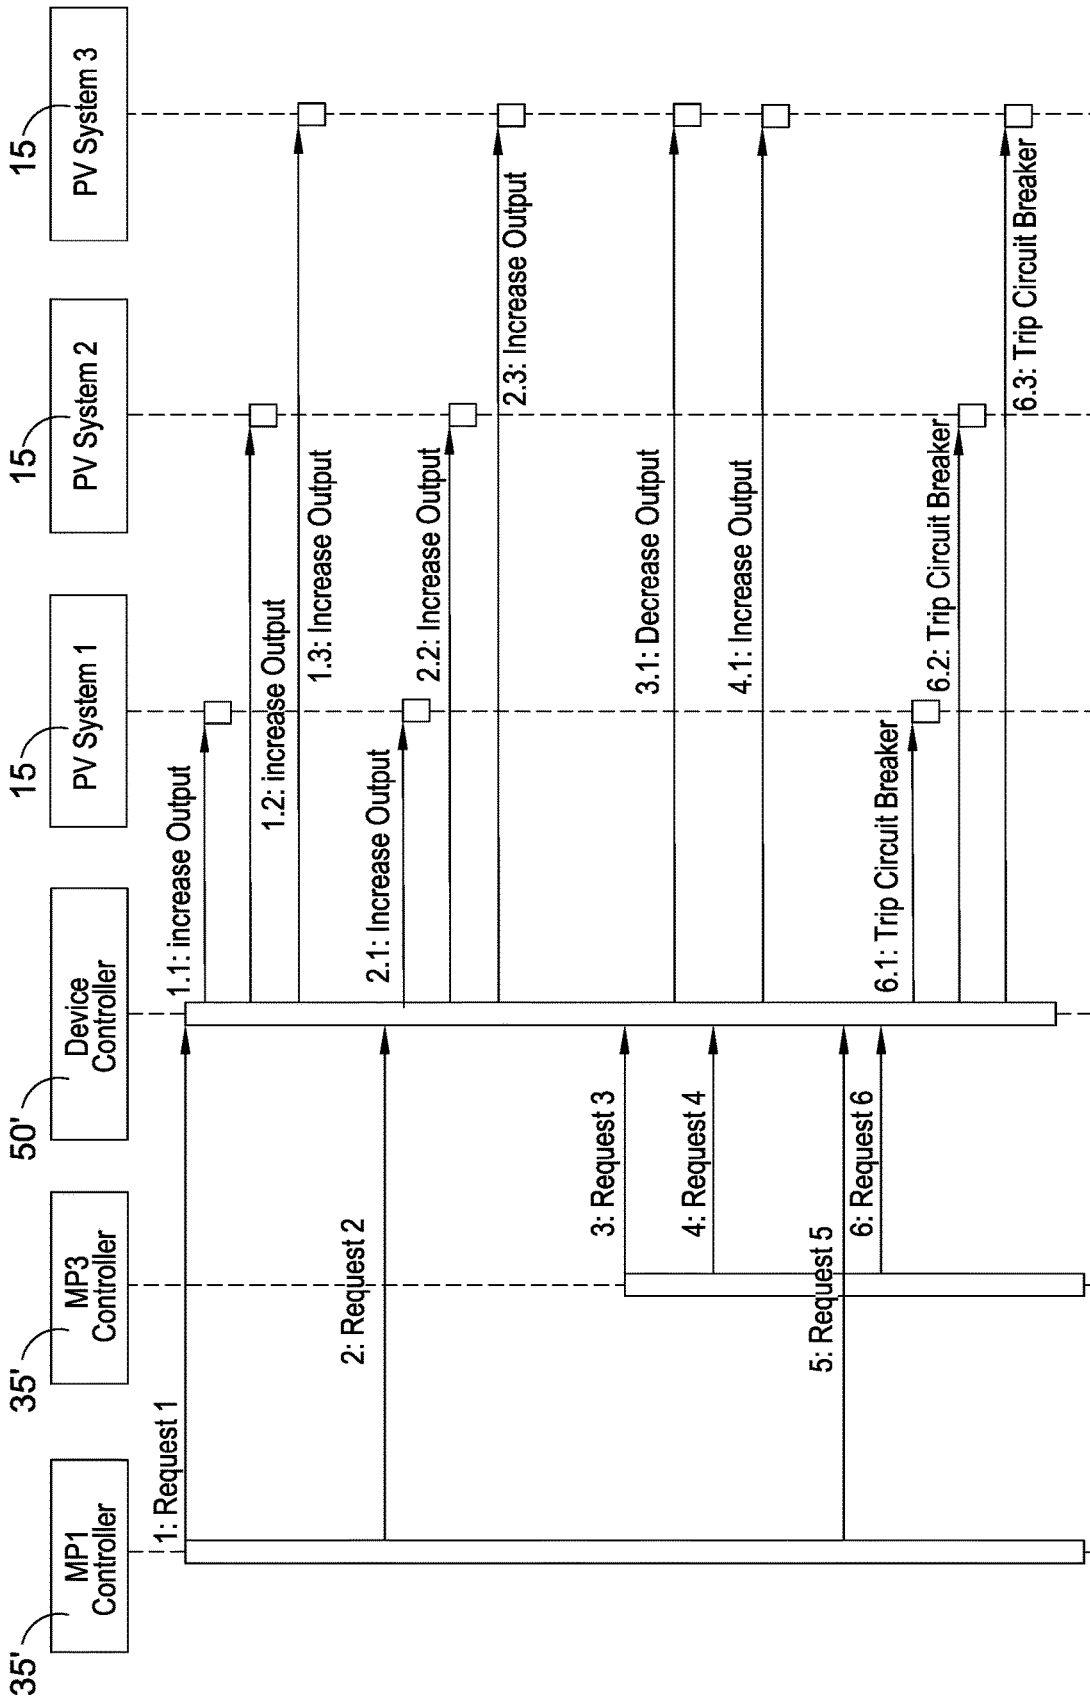 35'
MP1
Controller
35'
MP3
Controller
50'
Device
Controller
15
PV System 1
15
PV System 2
15
PV System 3
1: Request 1
1.1: increase Output
1.2: increase Output
1.3: Increase Output
2: Request 2
2.1: Increase Output
2.2: Increase Output
2.3: Increase Output
3: Request 3
3.1: Decrease Output
4: Request 4
4.1: Increase Output
5: Request 5
6: Request 6
6.1: Trip Circuit Breaker
6.2: Trip Circuit Breaker
6.3: Trip Circuit Breaker